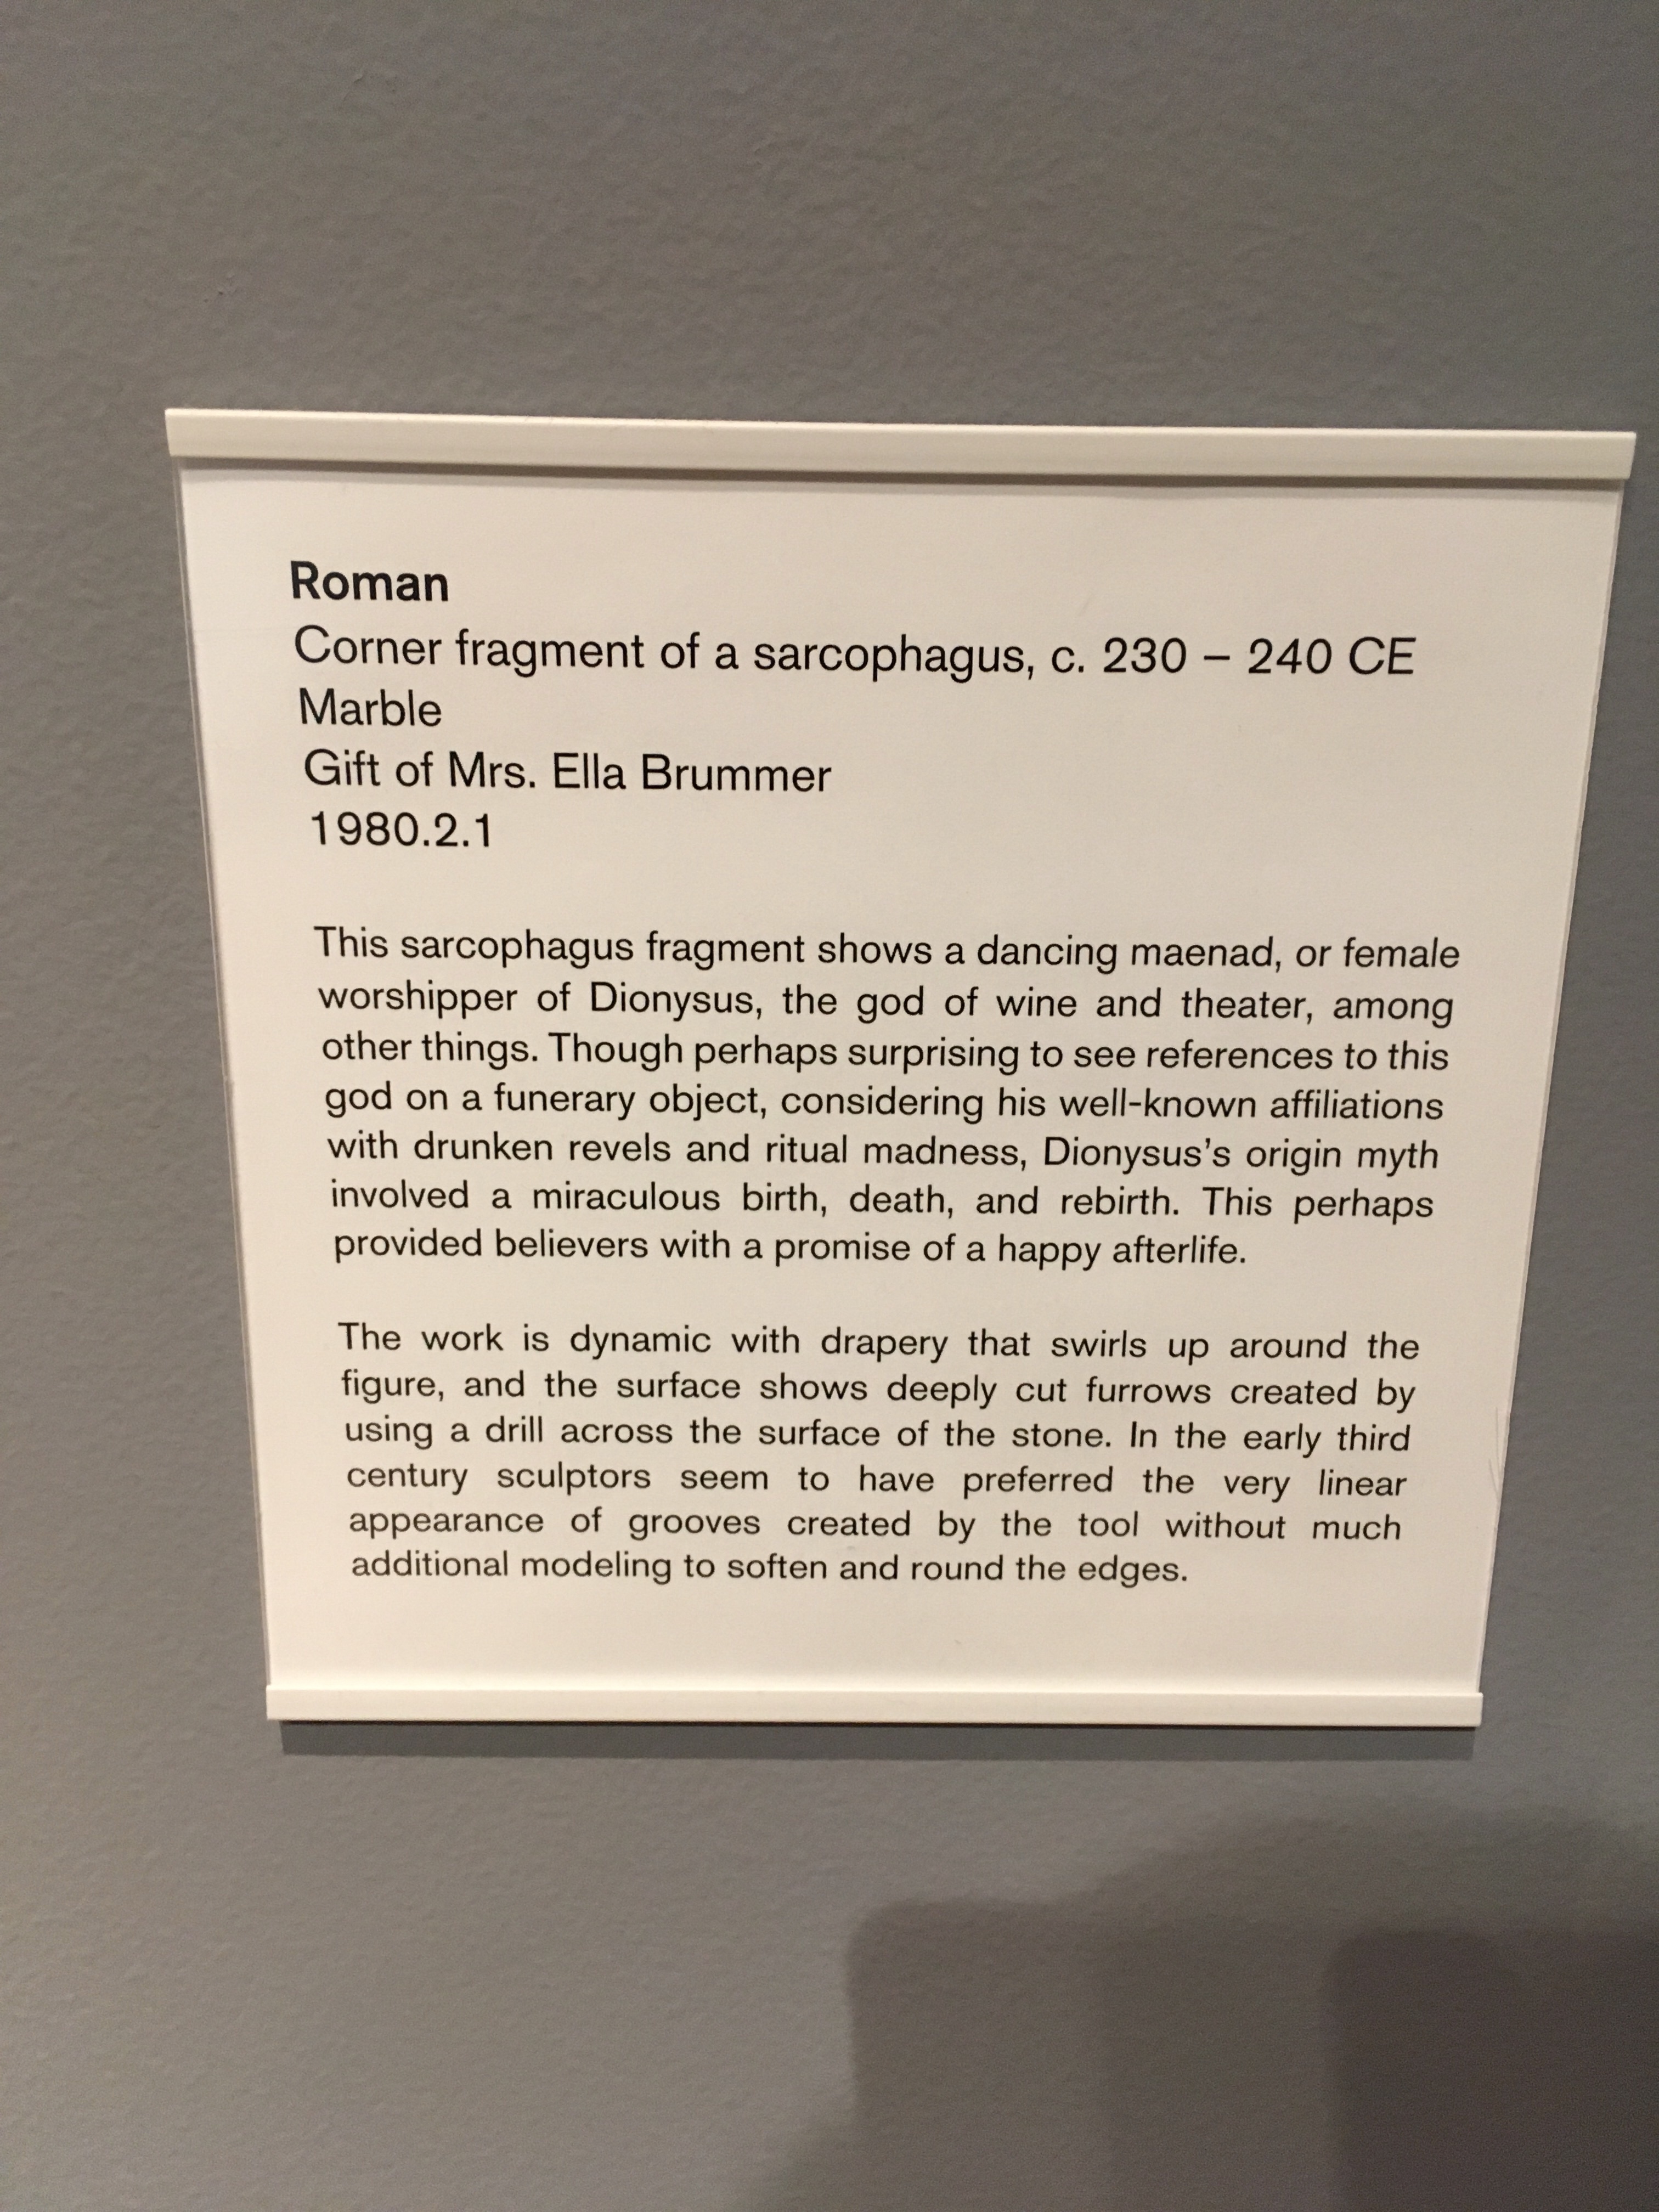 Roman
Corner fragment of a sarcophagus, c. 230 – 240 CE
Marble
Gift of Mrs. Ella Brummer
1980.2.1
This sarcophagus fragment shows a dancing maenad, or female
worshipper of Dionysus, the god of wine and theater, among
other things. Though perhaps surprising to see references to this
god on a funerary object, considering his well-known affiliations
with drunken revels and ritual madness, Dionysus’s origin myth
involved a miraculous birth, death, and rebirth. This perhaps
provided believers with a promise of a happy afterlife.
The work is dynamic with drapery that swirls up around the
figure, and the surface shows deeply cut furrows created by
using a drill across the surface of the stone. In the early third
century sculptors seem to have preferred the very linear
appearance of grooves created by the tool without much
additional modeling to soften and round the edges.